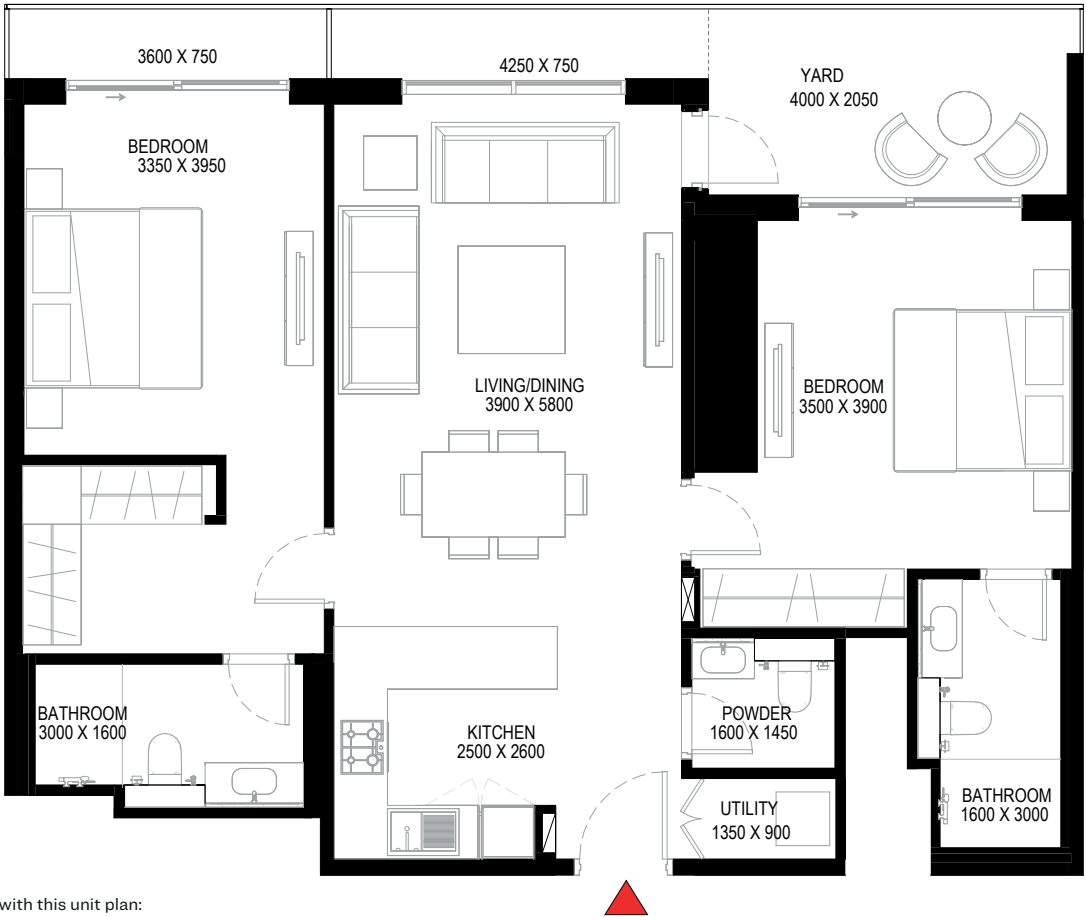 3600 X 750
4250 X 750
YARD
4000 X 2050
BEDROOM
3350 X 3950
LIVING/DINING
3900 X 5800
BEDROOM
3500 X 3900
BATHROOM
3000 X 1600
KITCHEN
2500 X 2600
POWDER
1600 X 1450
UTILITY
1350 X 900
BATHROOM
1600 X 3000
with this unit plan: